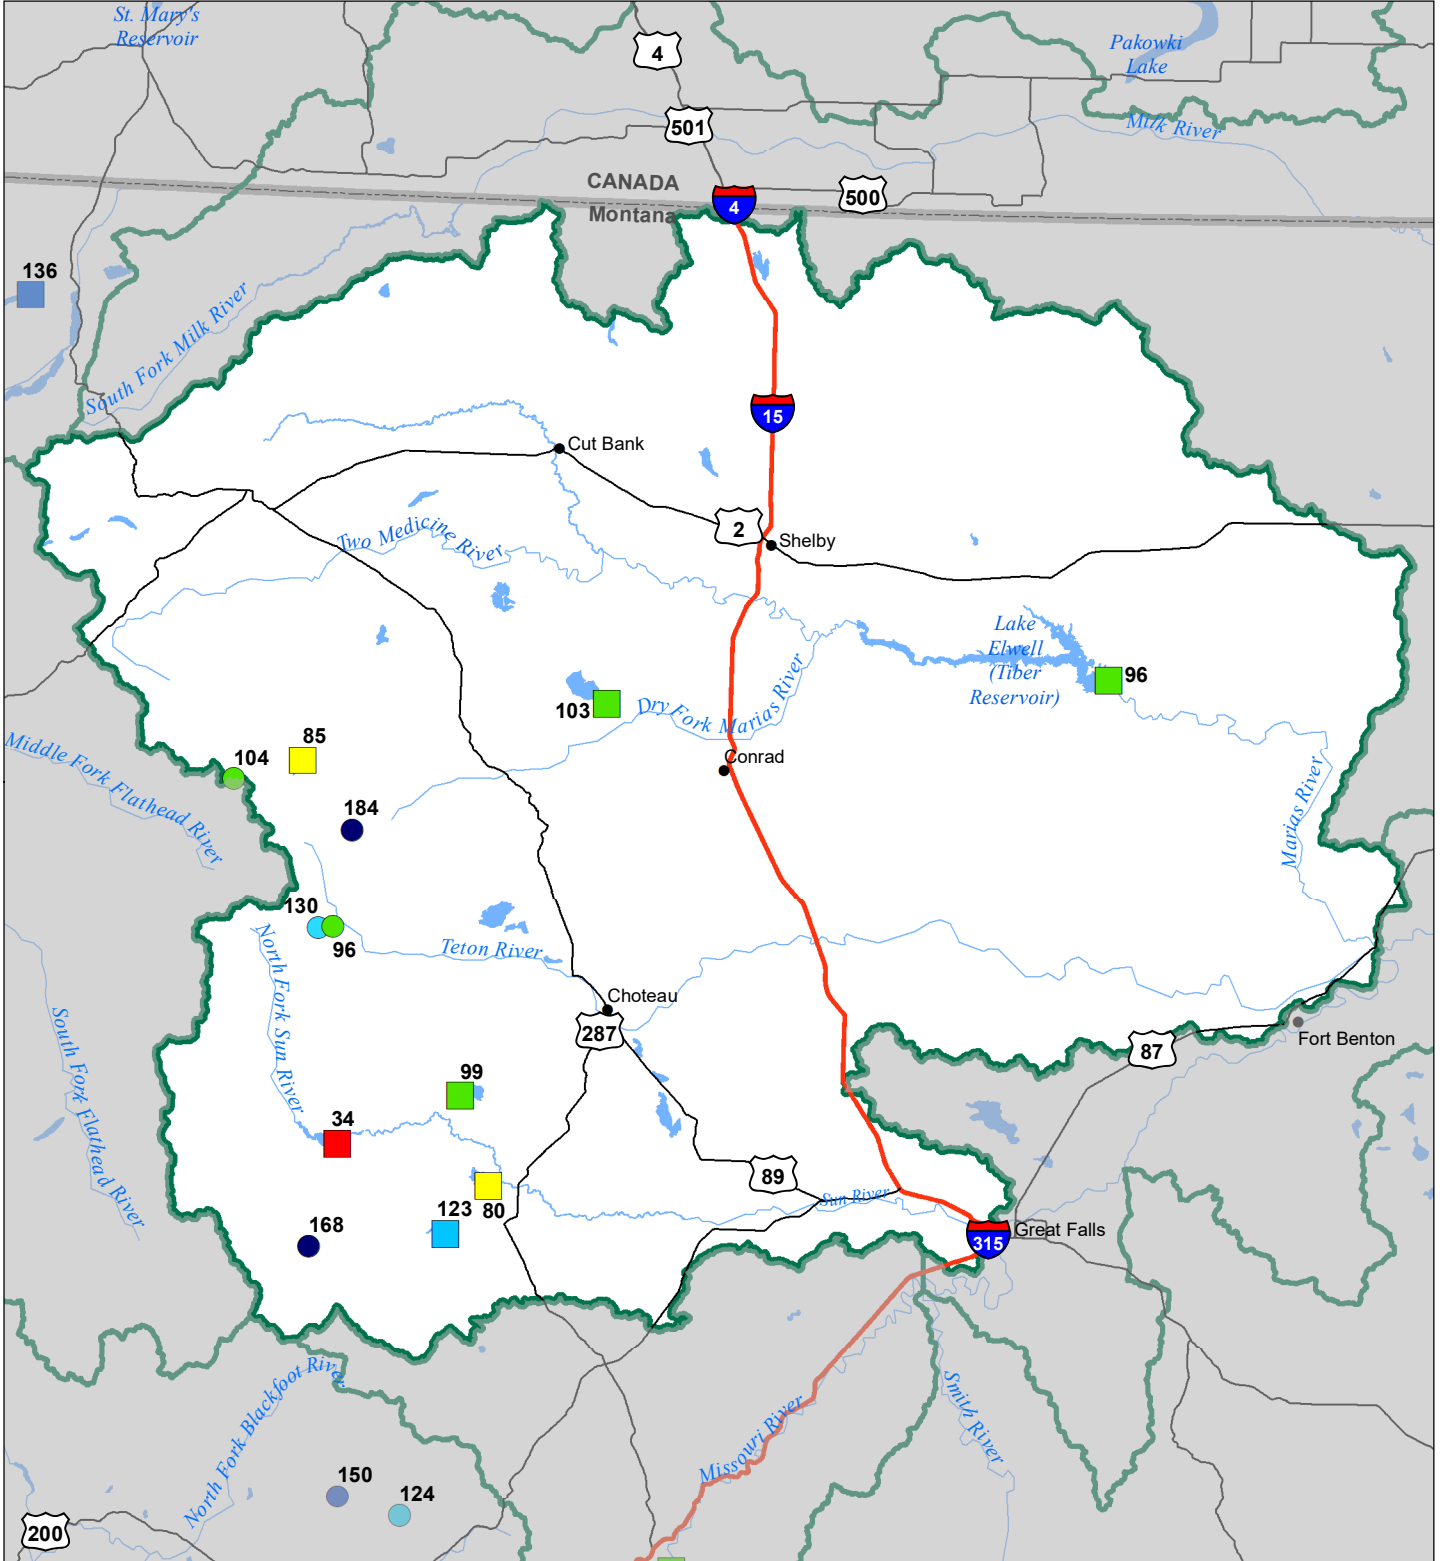 St. Mary's
Reservoir
4
Pakowki
Lake
501
Milk River
CANADA
500
4
Montana
136
South Fork Milk River
15
Cut Bank
2
Shelby
Two Medicine River
Lake
Elwell
(Tiber
Reservoir)
96
103
Dry Fork Marias River
85
104
Middle Fork Flathead River
Conrad
184
Marias River
130
96
North Fork Sun River
Teton River
Choteau
287
South Fork Flathead River
87
Fort Benton
99
34
89
80
Sun River
123
168
315
Great Falls
North Fork Blackfoot River
Missouri River
Smith River
150
124
200